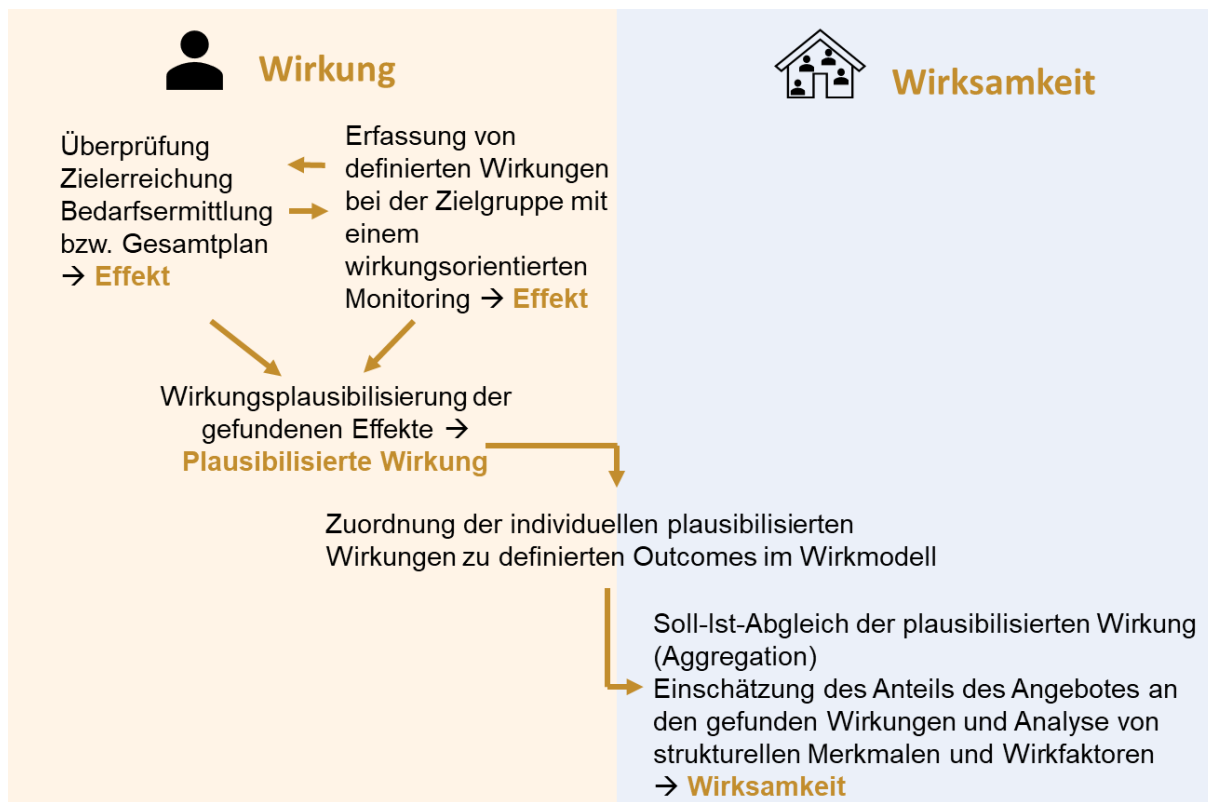 Wirkung
Wirksamkeit
Überprüfung
Zielerreichung
Bedarfsermittlung
bzw. Gesamtplan
→ Effekt
Erfassung von
definierten Wirkungen
bei der Zielgruppe mit
einem
wirkungsorientierten
Monitoring → Effekt
Wirkungsplausibilisierung der
gefundenen Effekte →
Plausibilisierte Wirkung
Zuordnung der individuellen plausibilisierten
Wirkungen zu definierten Outcomes im Wirkmodell
Soll-Ist-Abgleich der plausibilisierten Wirkung
(Aggregation)
Einschätzung des Anteils des Angebotes an
den gefunden Wirkungen und Analyse von
strukturellen Merkmalen und Wirkfaktoren
→ Wirksamkeit